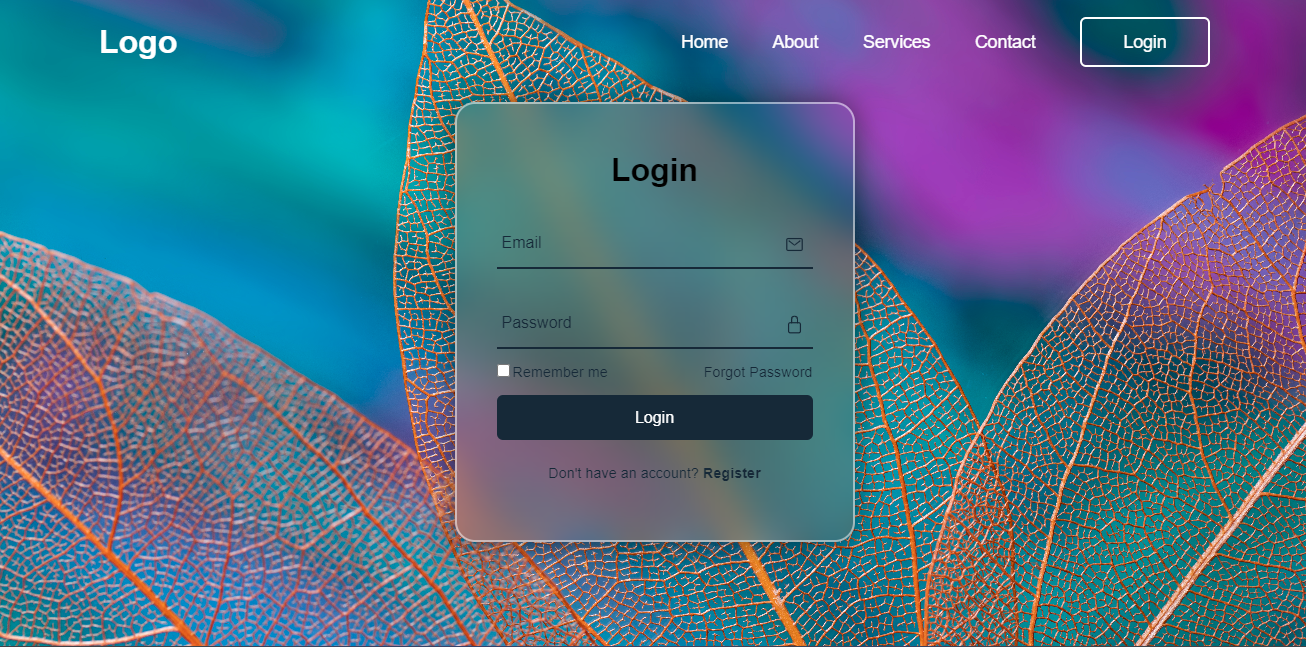 Logo Home About Services Contact Login
Login
Email
Password
Remember me Forgot Password
Login
Don't have an account? Register